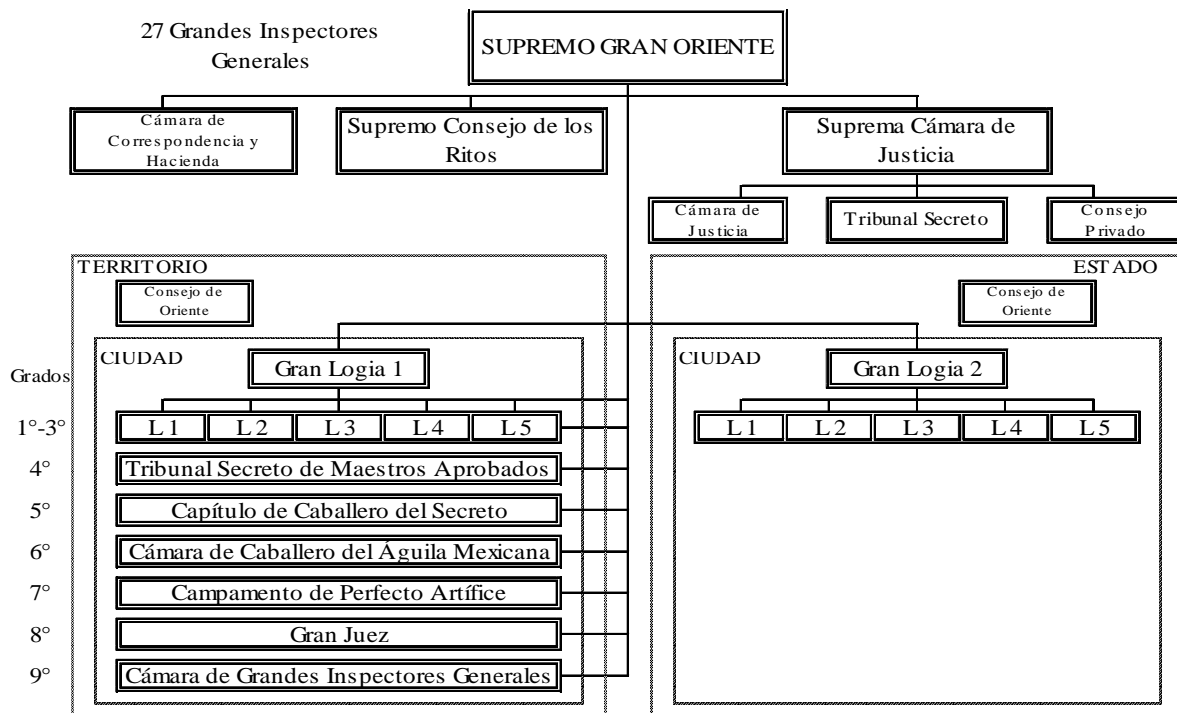 27 Grandes Inspectores
Generales
SUPREMO GRAN ORIENTE
Cámara de
Correspondencia y
Hacienda
Supremo Consejo de los
Ritos
Suprema Cámara de
Justicia
Cámara de
Justicia
Tribunal Secreto
Consejo
Privado
TERRITORIO
Consejo de
Oriente
ESTADO
Consejo de
Oriente
CIUDAD
Gran Logia 1
CIUDAD
Gran Logia 2
Grados
1°-3°
L 1
L 2
L 3
L 4
L 5
L 1
L 2
L 3
L 4
L 5
4°
Tribunal Secreto de Maestros Aprobados
5°
Capítulo de Caballero del Secreto
6°
Cámara de Caballero del Águila Mexicana
7°
Campamento de Perfecto Artífice
8°
Gran Juez
9°
Cámara de Grandes Inspectores Generales